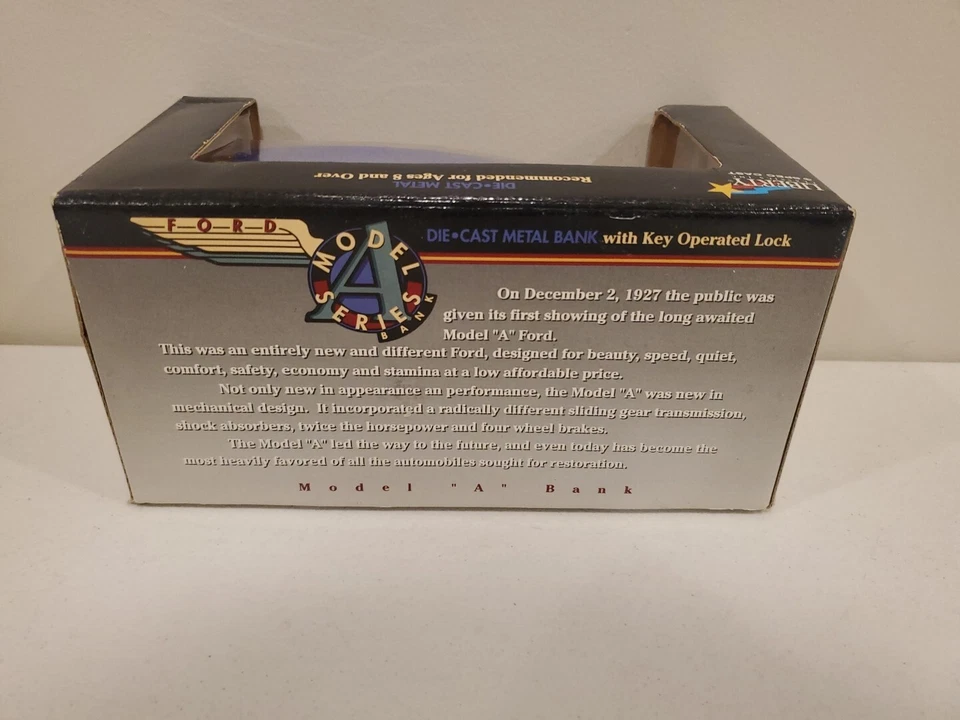 LIBERTY
Recommended for Ages 8 and Over
DIE•CAST METAL
FORD
MODEL
A
SERIES
BANK
DIE•CAST METAL BANK with Key Operated Lock
On December 2, 1927 the public was
given its first showing of the long awaited
Model "A" Ford.
This was an entirely new and different Ford, designed for beauty, speed, quiet,
comfort, safety, economy and stamina at a low affordable price.
Not only new in appearance an performance, the Model "A" was new in
mechanical design. It incorporated a radically different sliding gear transmission,
shock absorbers, twice the horsepower and four wheel brakes.
The Model "A" led the way to the future, and even today has become the
most heavily favored of all the automobiles sought for restoration.
Model "A" Bank